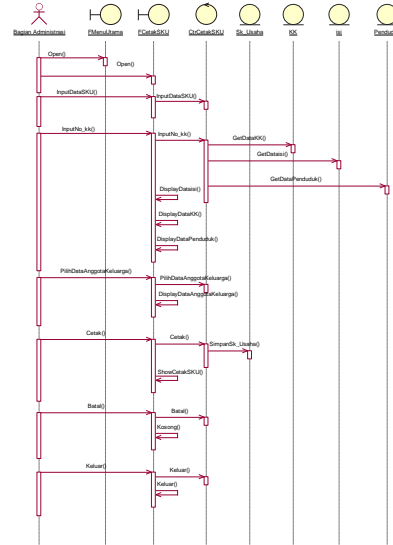 Bagian Administrasi
FMenuUtama
FCetakSKU
CtrCetakSKU
Sk_Usaha
KK
isi
Pendud
Open()
Open()
InputDataSKU()
InputDataSKU()
InputNo_kk()
InputNo_kk()
GetDataKK()
GetDataisi()
GetDataPenduduk()
DisplayDataisi()
DisplayDataKK()
DisplayDataPenduduk()
PilihDataAnggotaKeluarga()
PilihDataAnggotaKeluarga()
DisplayDataAnggotaKeluarga()
Cetak()
Cetak()
SimpanSk_Usaha()
ShowCetakSKU()
Batal()
Batal()
Kosong()
Keluar()
Keluar()
Keluar()